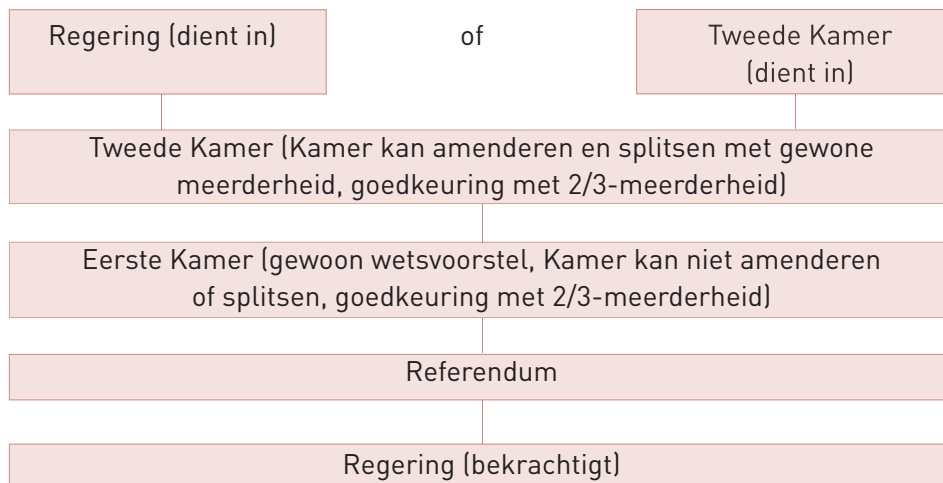 Regering (dient in)
of
Tweede Kamer
(dient in)
Tweede Kamer (Kamer kan amenderen en splitsen met gewone
meerderheid, goedkeuring met 2/3-meerderheid)
Eerste Kamer (gewoon wetsvoorstel, Kamer kan niet amenderen
of splitsen, goedkeuring met 2/3-meerderheid)
Referendum
Regering (bekrachtigt)